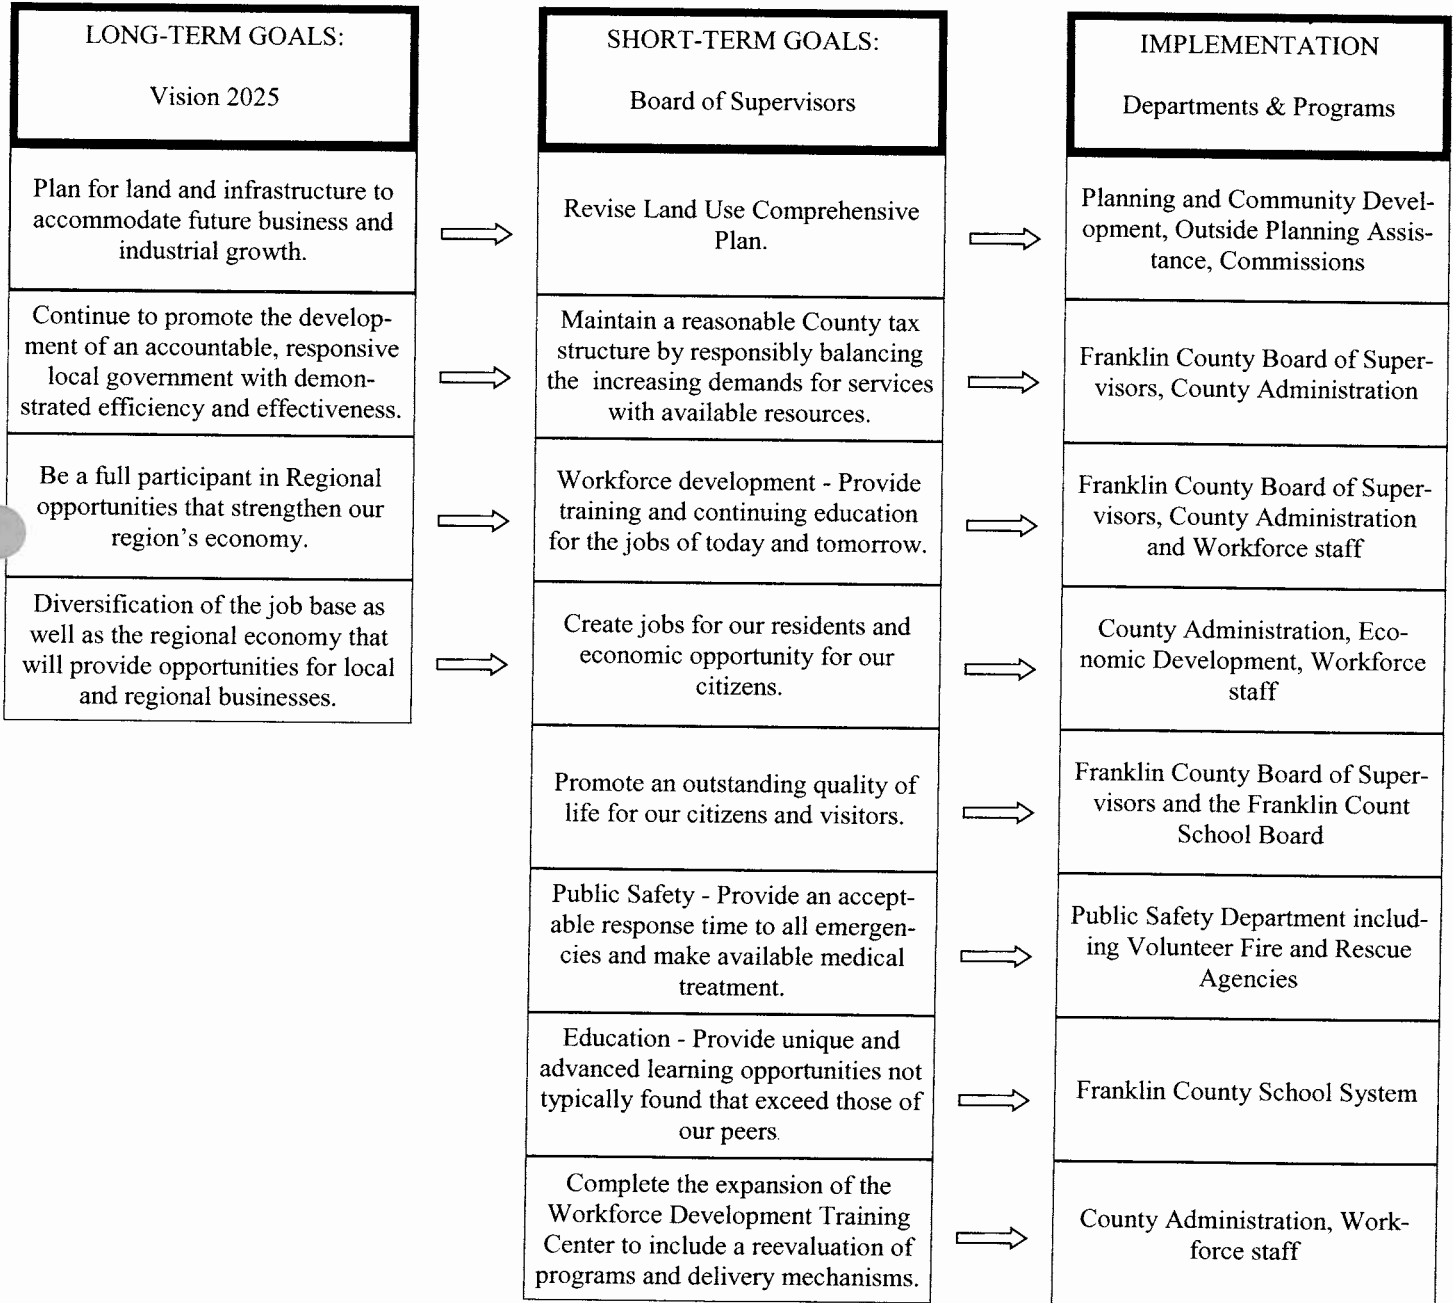 LONG-TERM GOALS:
Vision 2025
Plan for land and infrastructure to
accommodate future business and
industrial growth.
Continue to promote the develop-
ment of an accountable, responsive
local government with demon-
strated efficiency and effectiveness.
Be a full participant in Regional
opportunities that strengthen our
region's economy.
Diversification of the job base as
well as the regional economy that
will provide opportunities for local
and regional businesses.
SHORT-TERM GOALS:
Board of Supervisors
Revise Land Use Comprehensive
Plan.
Maintain a reasonable County tax
structure by responsibly balancing
the increasing demands for services
with available resources.
Workforce development - Provide
training and continuing education
for the jobs of today and tomorrow.
Create jobs for our residents and
economic opportunity for our
citizens.
Promote an outstanding quality of
life for our citizens and visitors.
Public Safety - Provide an accept-
able response time to all emergen-
cies and make available medical
treatment.
Education - Provide unique and
advanced learning opportunities not
typically found that exceed those of
our peers.
Complete the expansion of the
Workforce Development Training
Center to include a reevaluation of
programs and delivery mechanisms.
IMPLEMENTATION
Departments & Programs
Planning and Community Devel-
opment, Outside Planning Assis-
tance, Commissions
Franklin County Board of Super-
visors, County Administration
Franklin County Board of Super-
visors, County Administration
and Workforce staff
County Administration, Eco-
nomic Development, Workforce
staff
Franklin County Board of Super-
visors and the Franklin Count
School Board
Public Safety Department includ-
ing Volunteer Fire and Rescue
Agencies
Franklin County School System
County Administration, Work-
force staff